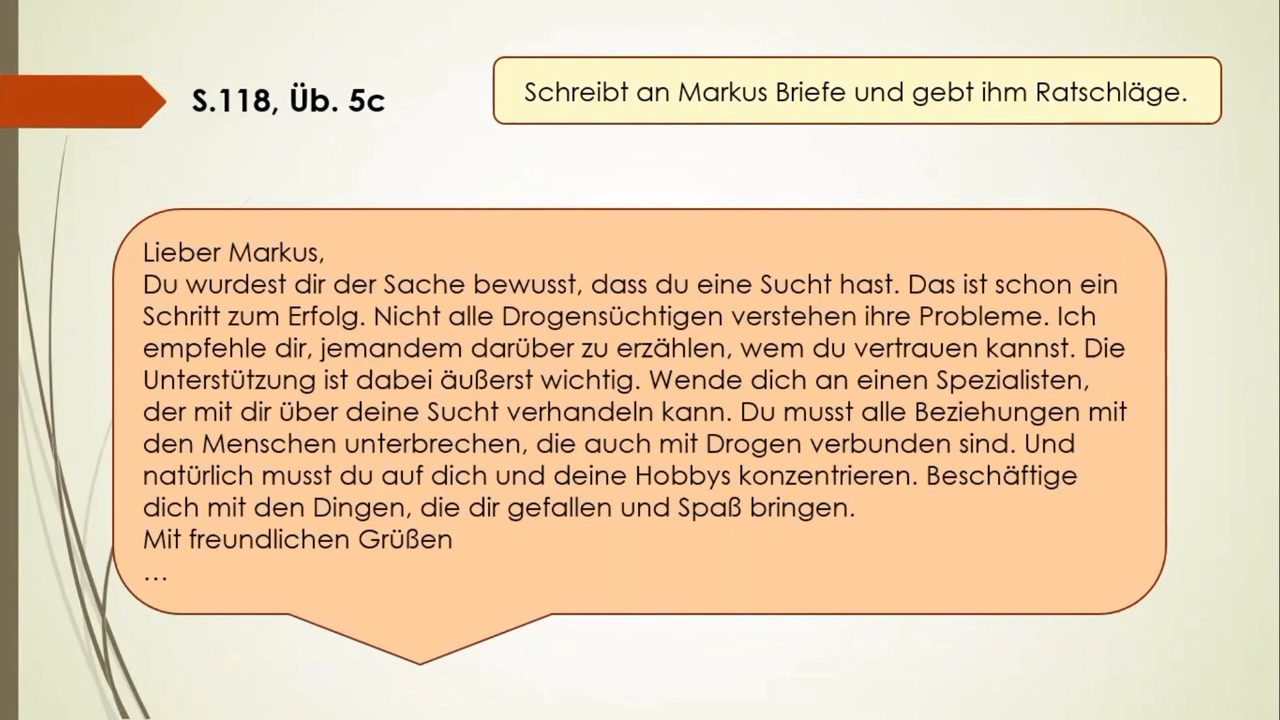 S.118, Üb. 5c
Schreibt an Markus Briefe und gebt ihm Ratschläge.
Lieber Markus,
Du wurdest dir der Sache bewusst, dass du eine Sucht hast. Das ist schon ein
Schritt zum Erfolg. Nicht alle Drogensüchtigen verstehen ihre Probleme. Ich
empfehle dir, jemandem darüber zu erzählen, wem du vertrauen kannst. Die
Unterstützung ist dabei äußerst wichtig. Wende dich an einen Spezialisten,
der mit dir über deine Sucht verhandeln kann. Du musst alle Beziehungen mit
den Menschen unterbrechen, die auch mit Drogen verbunden sind. Und
natürlich musst du auf dich und deine Hobbys konzentrieren. Beschäftige
dich mit den Dingen, die dir gefallen und Spaß bringen.
Mit freundlichen Grüßen
…